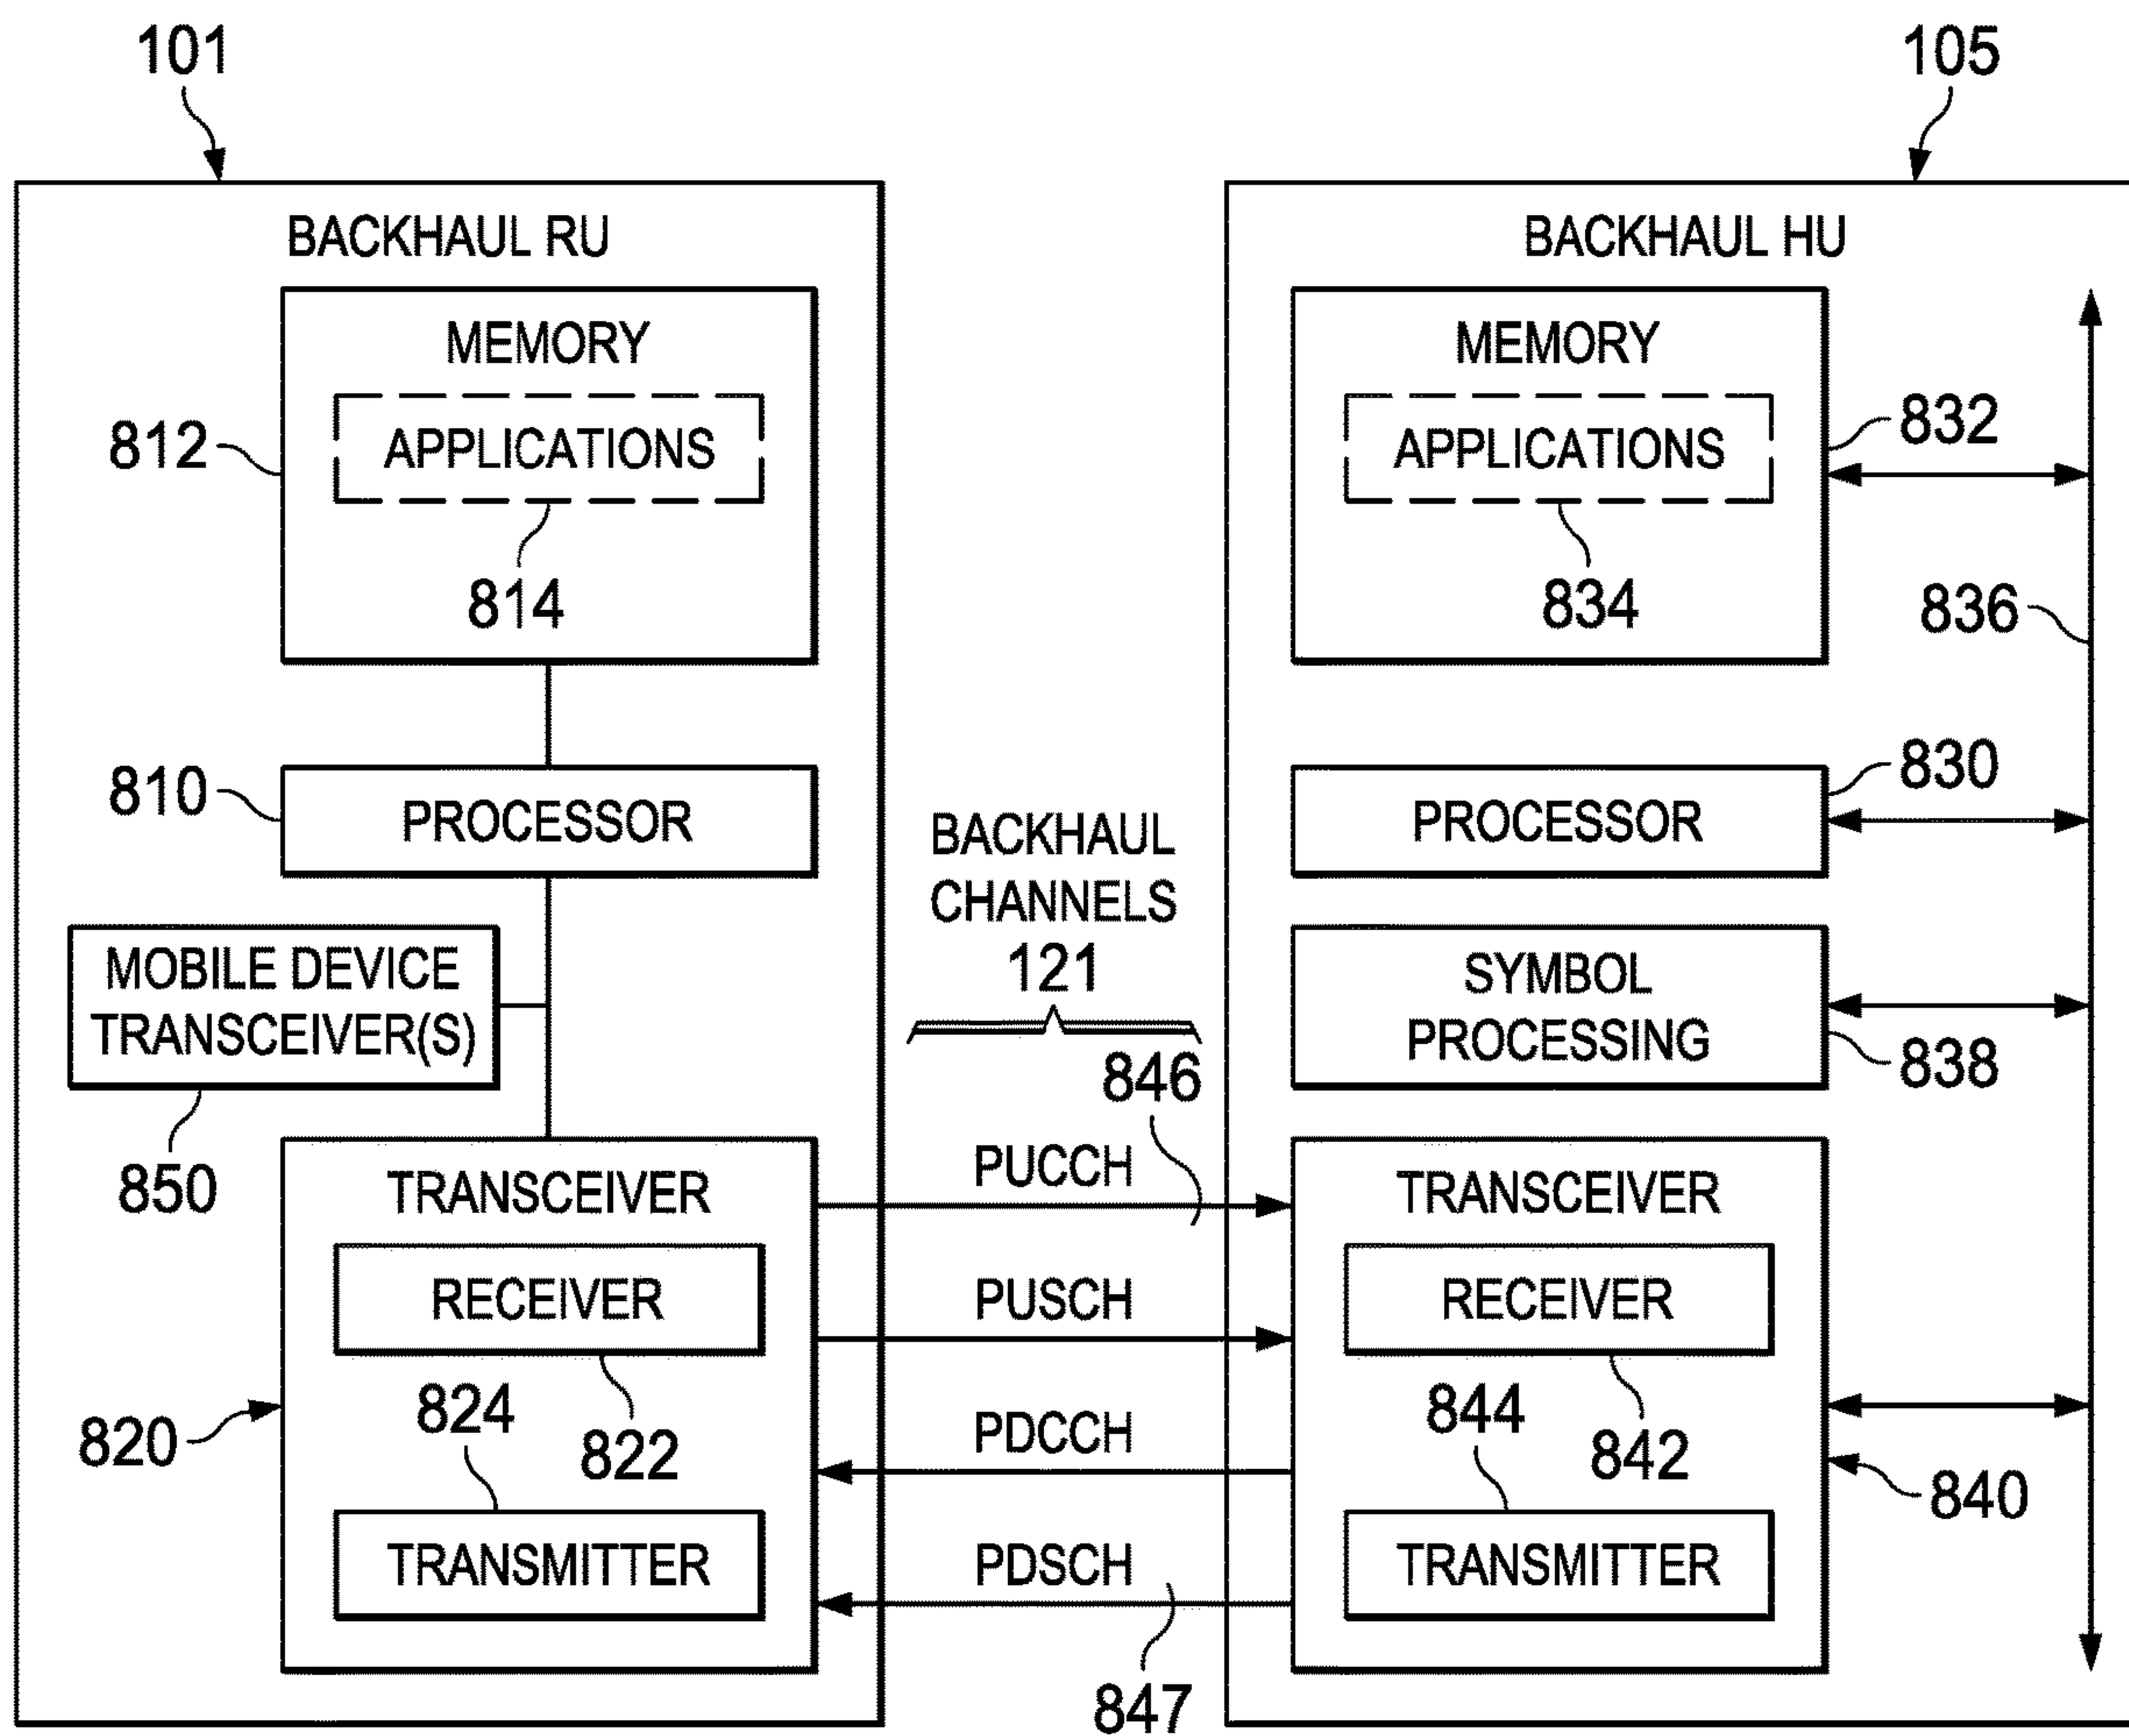 101
105
BACKHAUL RU
BACKHAUL HU
MEMORY
APPLICATIONS
812
814
MEMORY
APPLICATIONS
832
834
836
810
PROCESSOR
PROCESSOR
830
BACKHAUL
CHANNELS
121
MOBILE DEVICE
TRANSCEIVER(S)
850
SYMBOL
PROCESSING
838
846
TRANSCEIVER
RECEIVER
822
824
TRANSMITTER
820
PUCCH
PUSCH
PDCCH
PDSCH
847
TRANSCEIVER
RECEIVER
842
844
TRANSMITTER
840